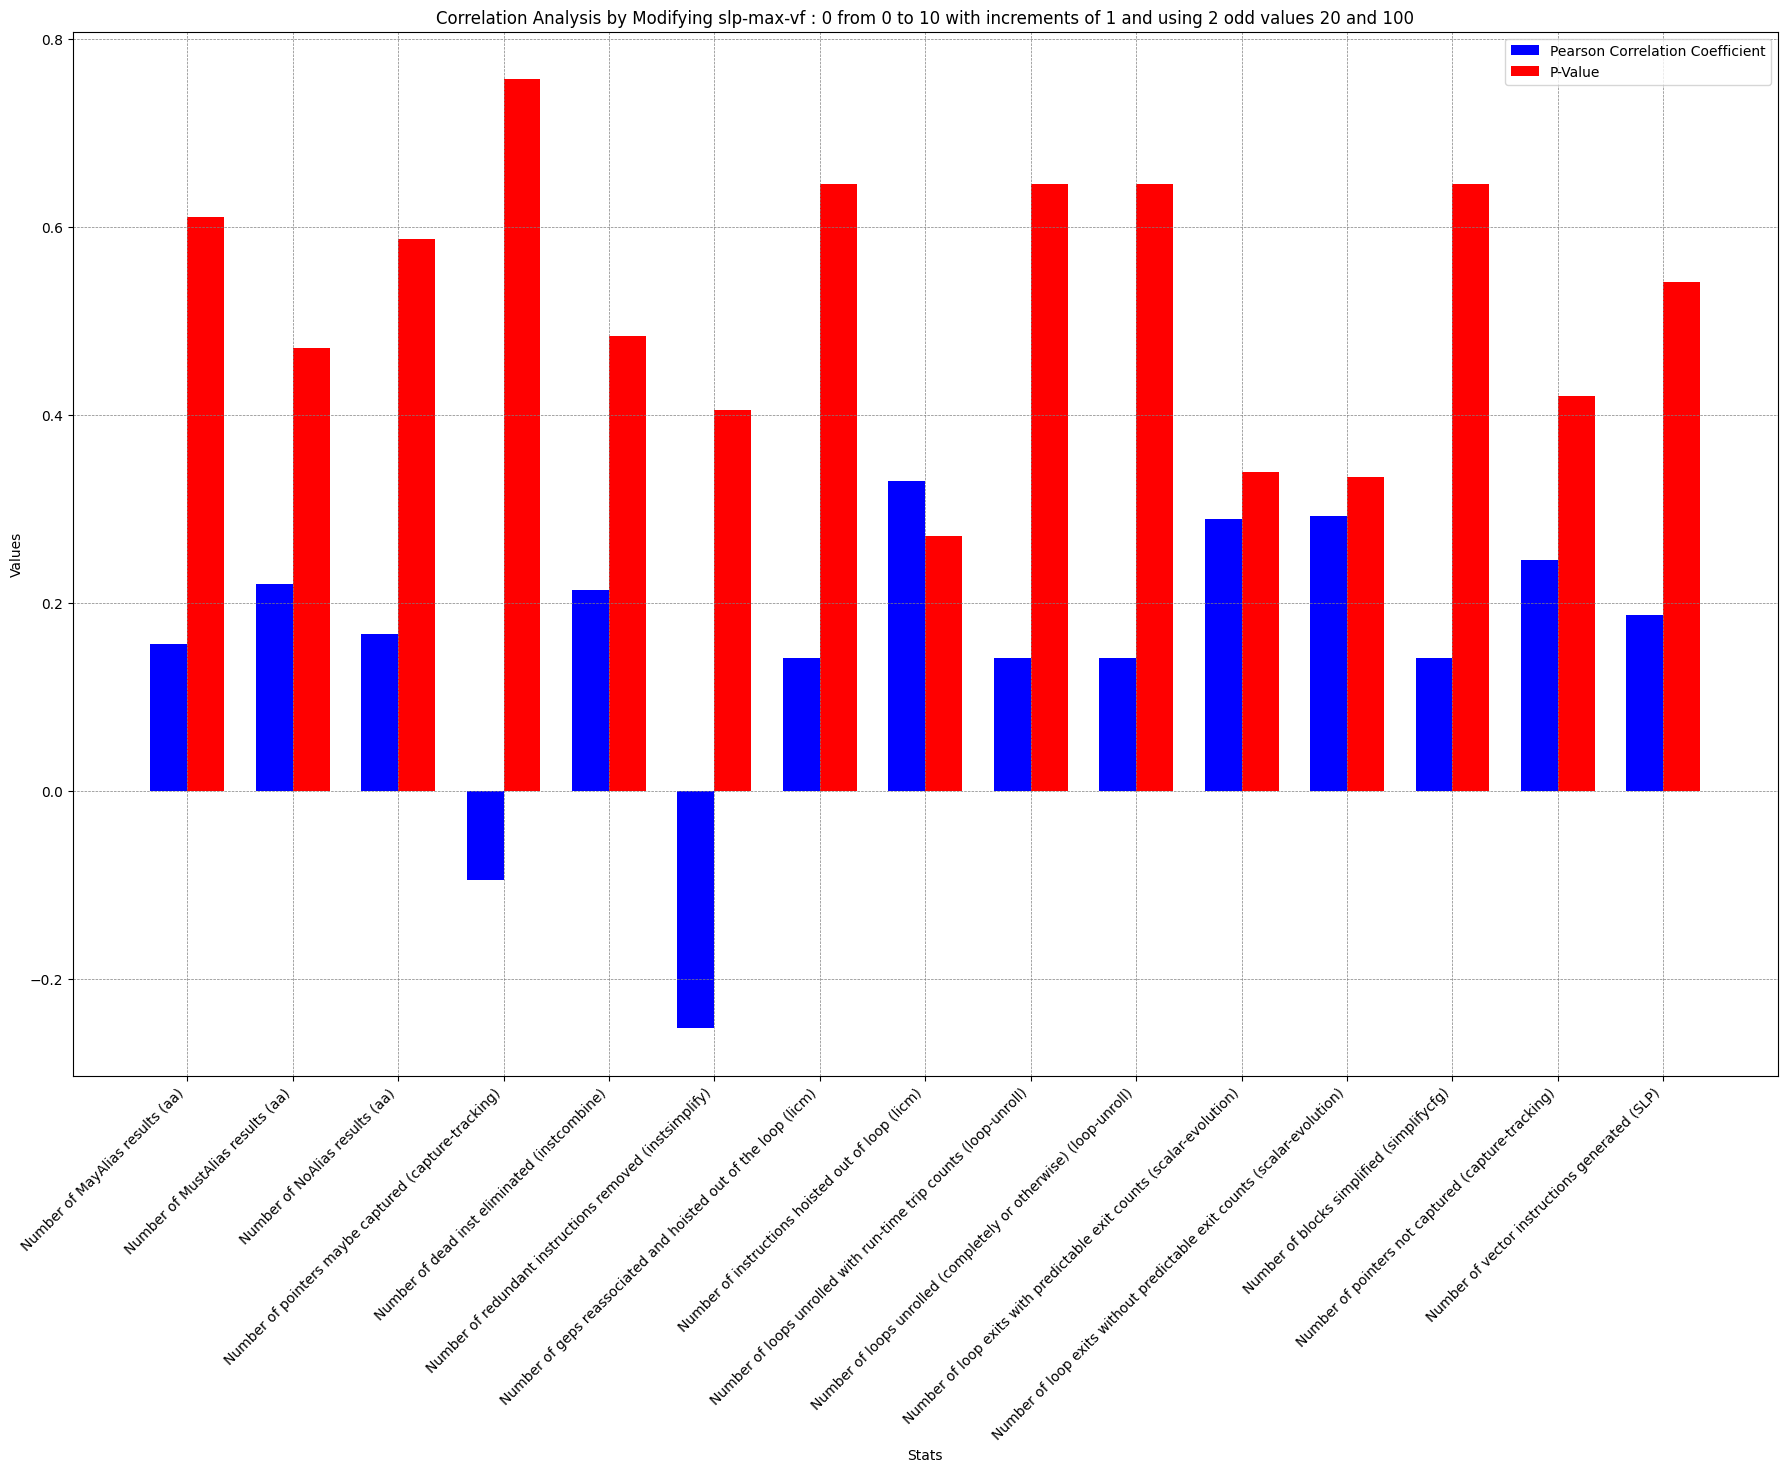 Correlation Analysis by Modifying slp-max-vf : 0 from 0 to 10 with increments of 1 and using 2 odd values 20 and 100
Pearson Correlation Coefficient
P-Value
0.8
0.6
0.4
0.2
0.0
−0.2
Values
Number of MayAlias results (aa)
Number of MustAlias results (aa)
Number of NoAlias results (aa)
Number of pointers maybe captured (capture-tracking)
Number of dead inst eliminated (instcombine)
Number of redundant instructions removed (instsimplify)
Number of geps reassociated and hoisted out of the loop (licm)
Number of instructions hoisted out of loop (licm)
Number of loops unrolled with run-time trip counts (loop-unroll)
Number of loops unrolled (completely or otherwise) (loop-unroll)
Number of loop exits with predictable exit counts (scalar-evolution)
Number of loop exits without predictable exit counts (scalar-evolution)
Number of blocks simplified (simplifycfg)
Number of pointers not captured (capture-tracking)
Number of vector instructions generated (SLP)
Stats